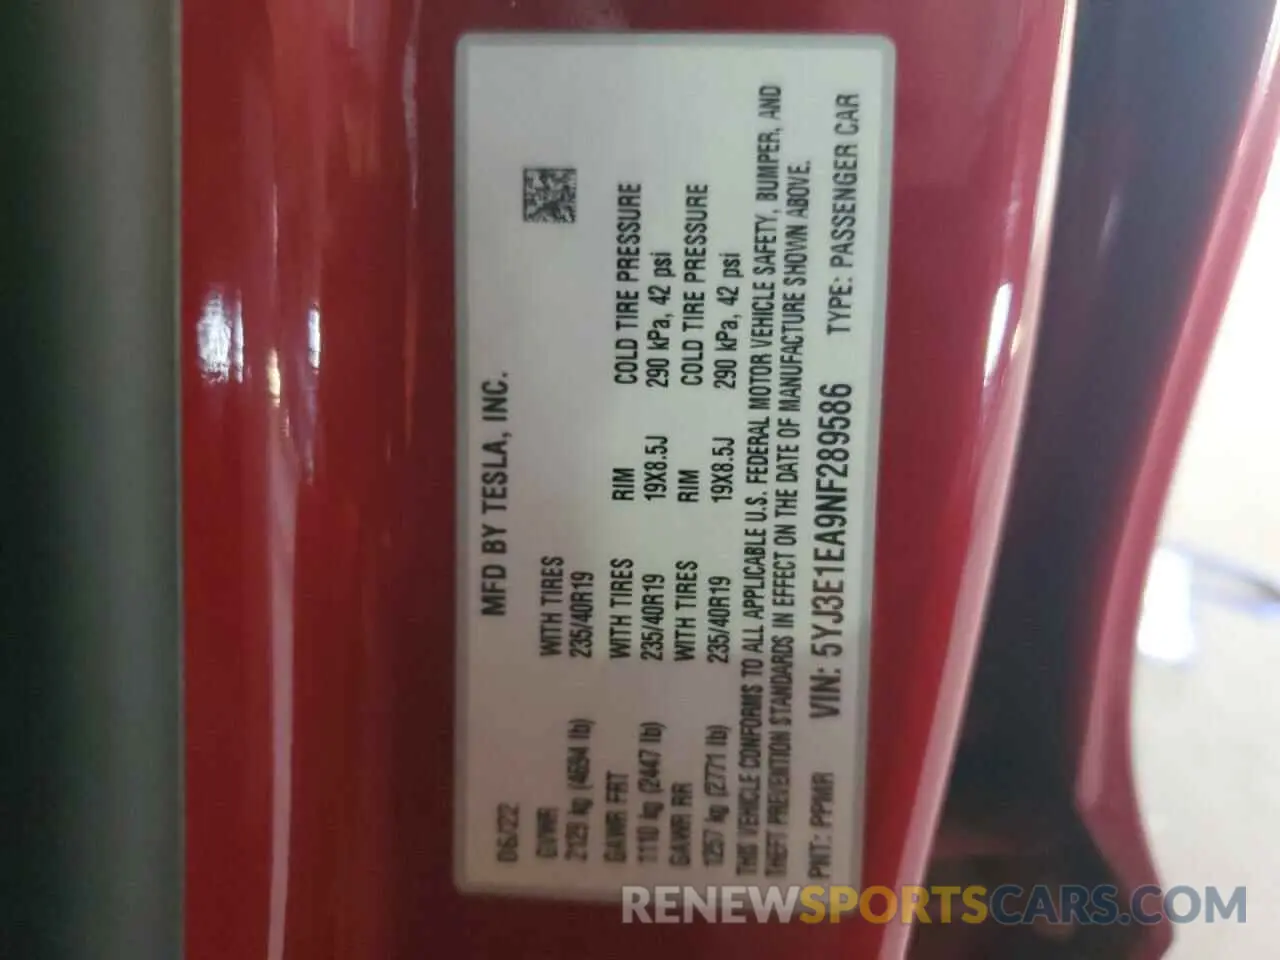 MFD BY TESLA, INC.
06/22
GVWR WITH TIRES
2129 kg (4694 lb) 235/40R19
GAWR FRT WITH TIRES RIM COLD TIRE PRESSURE
1110 kg (2447 lb) 235/40R19 19X8.5J 290 kPa, 42 psi
GAWR RR WITH TIRES RIM COLD TIRE PRESSURE
1257 kg (2771 lb) 235/40R19 19X8.5J 290 kPa, 42 psi
THIS VEHICLE CONFORMS TO ALL APPLICABLE U.S. FEDERAL MOTOR VEHICLE SAFETY, BUMPER, AND
THEFT PREVENTION STANDARDS IN EFFECT ON THE DATE OF MANUFACTURE SHOWN ABOVE.
PNT: PPMR VIN: 5YJ3E1EA9NF289586 TYPE: PASSENGER CAR
RENEWSPORTSCARS.COM